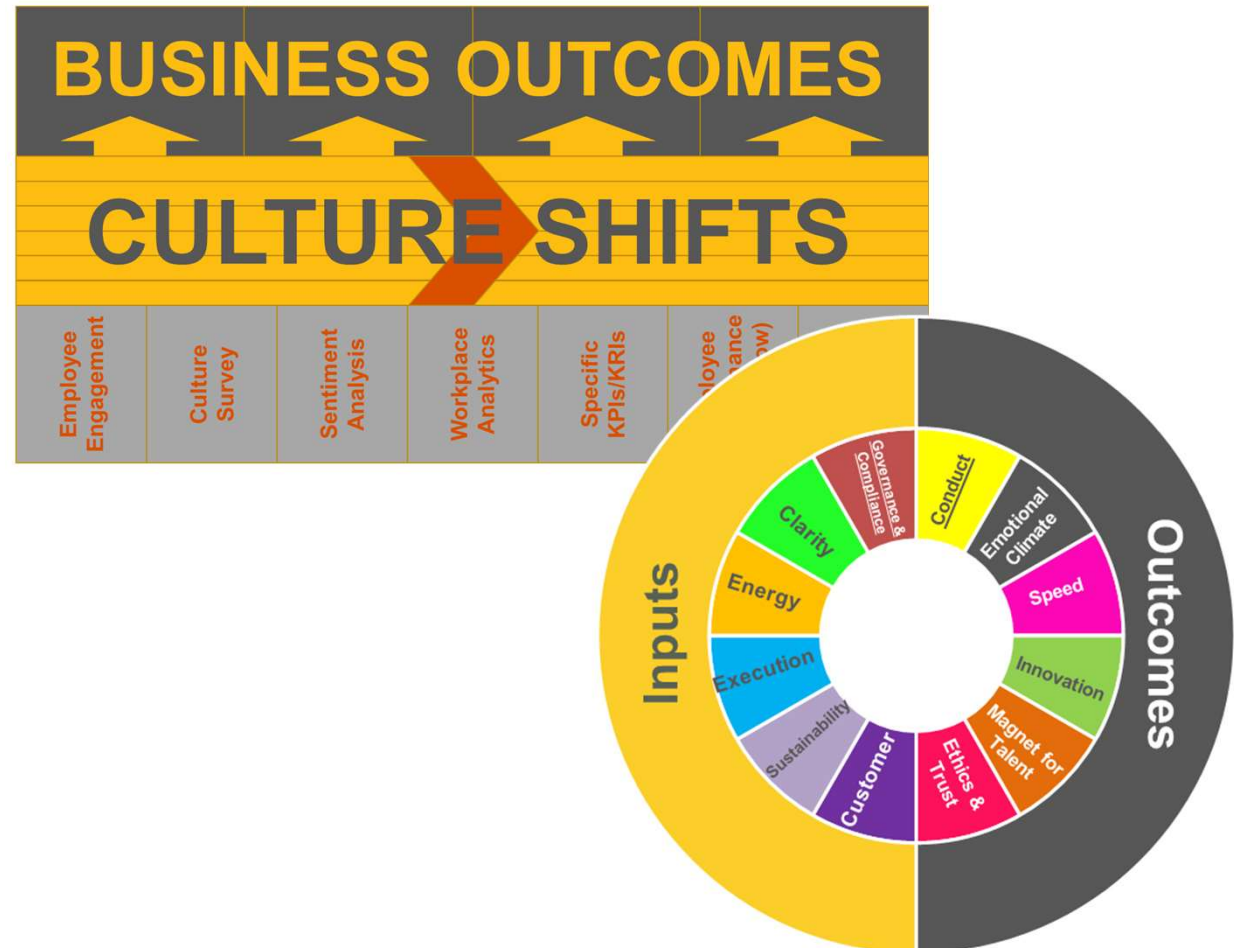 BUSINESS OUTCOMES
CULTURE SHIFTS
Employee
Engagement
Culture
Survey
Sentiment
Analysis
Workplace
Analytics
Specific
KPIs/KRIs
Inputs
Outcomes
Governance &
Compliance
Conduct
Emotional
Climate
Speed
Innovation
Magnet for
Talent
Ethics &
Trust
Customer
Sustainability
Execution
Energy
Clarity